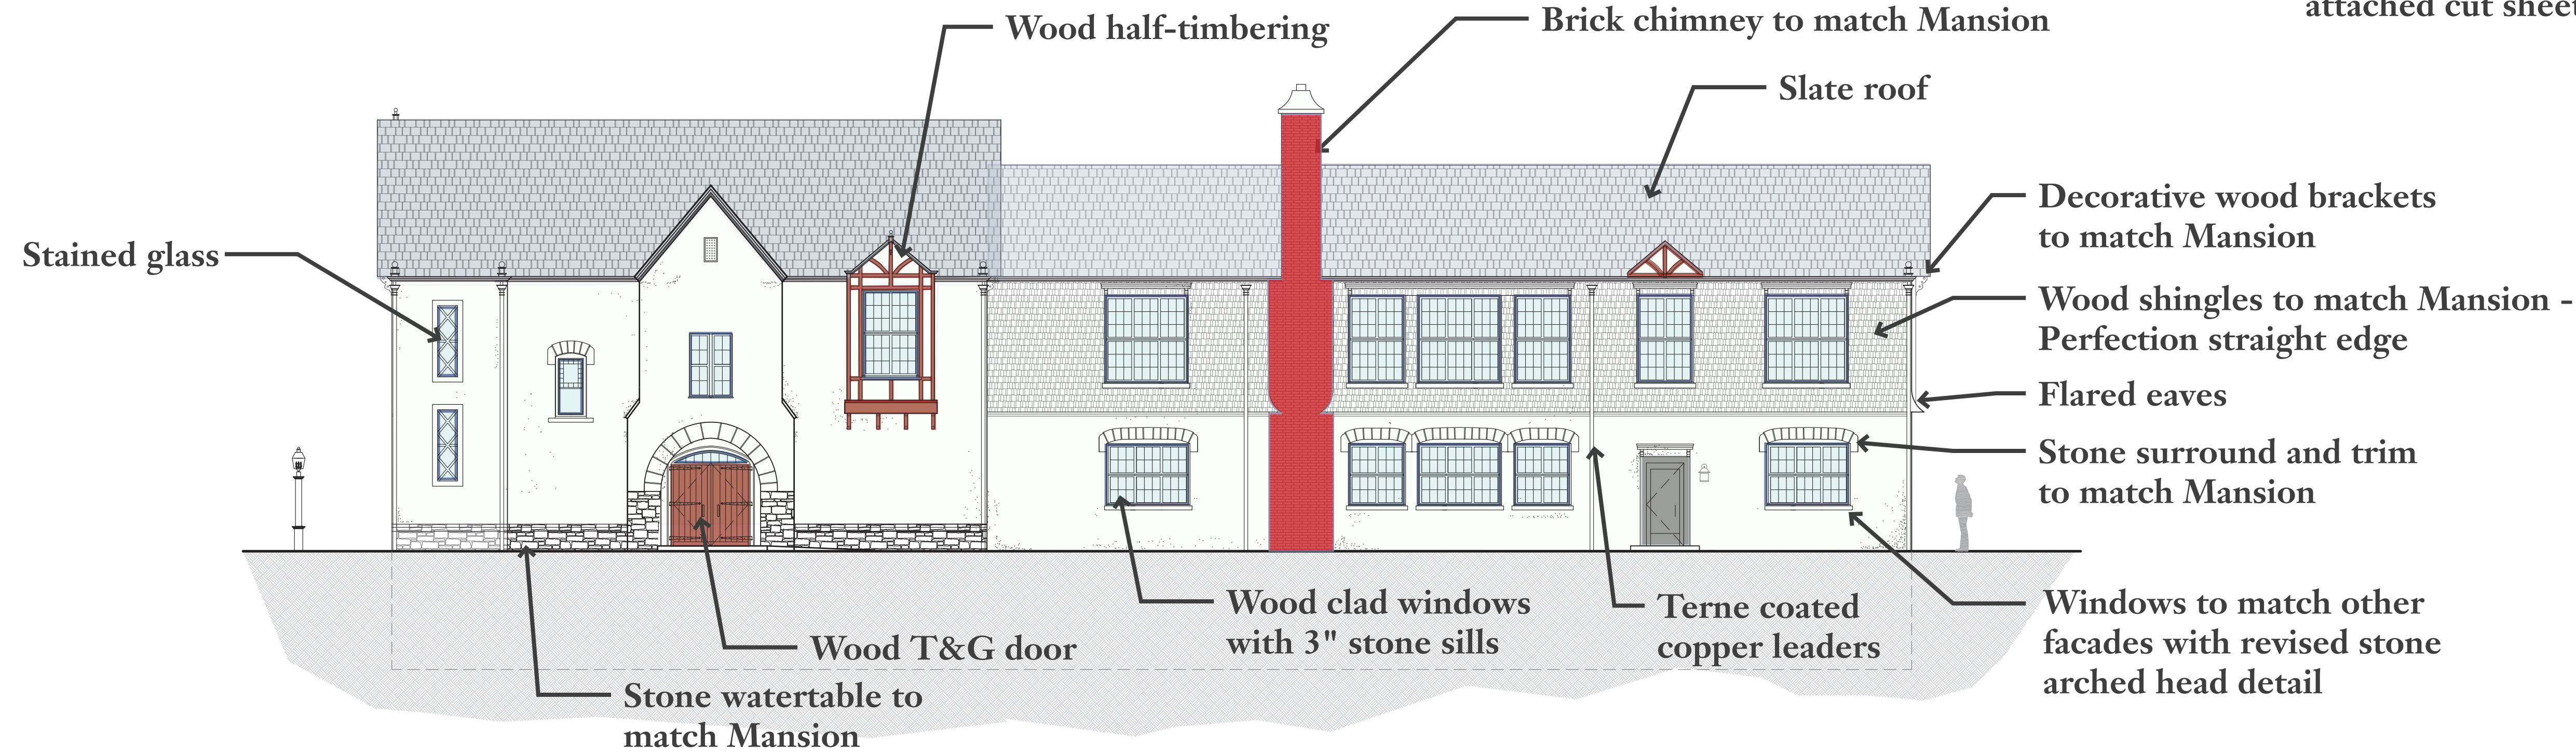 attached cut sheet
Wood half-timbering
Brick chimney to match Mansion
Slate roof
Decorative wood brackets
to match Mansion
Stained glass
Wood shingles to match Mansion -
Perfection straight edge
Flared eaves
Stone surround and trim
to match Mansion
Wood clad windows
with 3" stone sills
Terne coated
copper leaders
Windows to match other
facades with revised stone
arched head detail
Wood T&G door
Stone watertable to
match Mansion